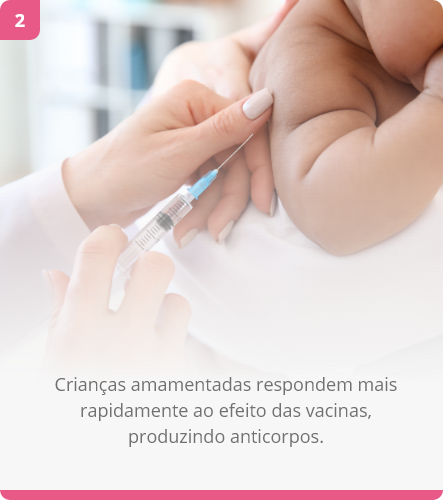 2
Crianças amamentadas respondem mais
rapidamente ao efeito das vacinas,
produzindo anticorpos.